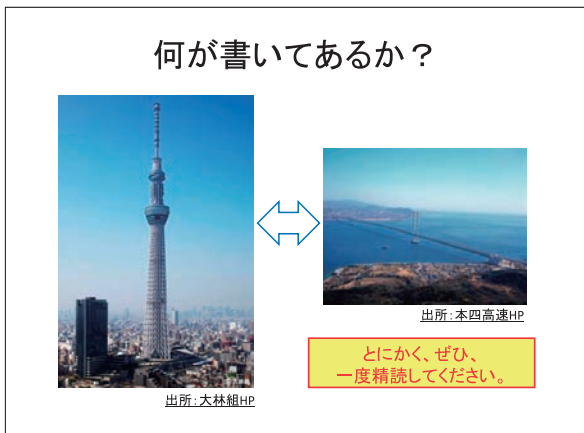 何が書いてあるか？
出所：大林組HP
出所：本四高速HP
とにかく、ぜひ、
一度精読してください。